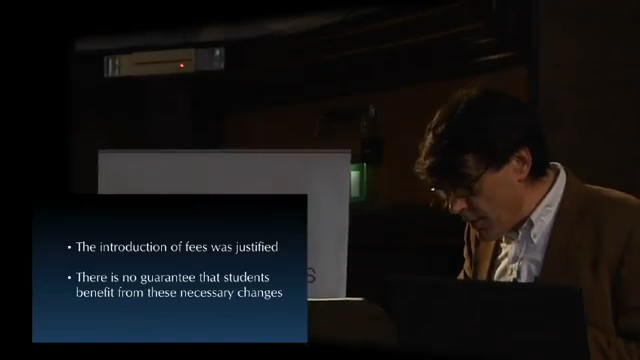 • The introduction of fees was justified
• There is no guarantee that students
benefit from these necessary changes
S